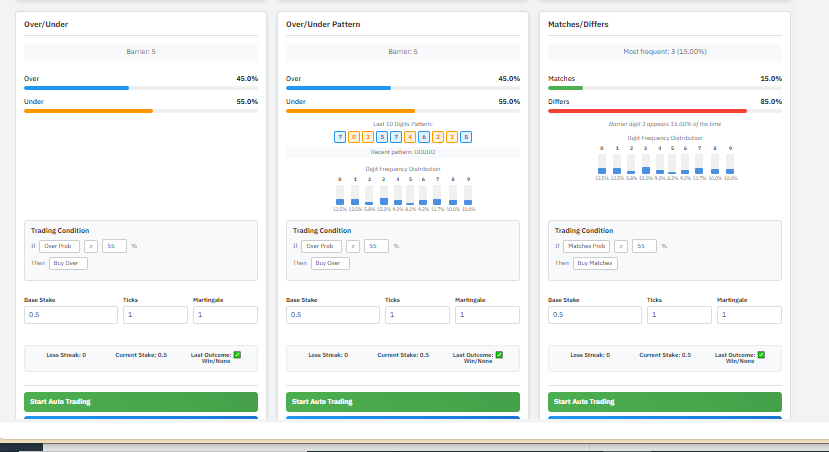 Over/Under
Barrier: 5
Over 45.0%
Under 55.0%
Trading Condition
If Over Prob > 55 %
Then Buy Over
Base Stake Ticks Martingale
0.5 1 1
Loss Streak: 0 Current Stake: 0.5 Last Outcome: ✅
Win/None
Start Auto Trading
Over/Under Pattern
Barrier: 5
Over 45.0%
Under 55.0%
Last 10 Digits Pattern:
7 0 3 5 7 4 6 2 3 8
Recent pattern: UOUUO
Digit Frequency Distribution
0 1 2 3 4 5 6 7 8 9
12.5% 12.5% 5.8% 15.0% 9.2% 4.2% 9.2% 11.7% 10.0% 10.0%
Trading Condition
If Over Prob > 55 %
Then Buy Over
Base Stake Ticks Martingale
0.5 1 1
Loss Streak: 0 Current Stake: 0.5 Last Outcome: ✅
Win/None
Start Auto Trading
Matches/Differs
Most frequent: 3 (15.00%)
Matches 15.0%
Differs 85.0%
Barrier digit 3 appears 15.00% of the time
Digit Frequency Distribution
0 1 2 3 4 5 6 7 8 9
12.5% 12.5% 5.8% 15.0% 9.2% 4.2% 9.2% 11.7% 10.0% 10.0%
Trading Condition
If Matches Prob > 55 %
Then Buy Matches
Base Stake Ticks Martingale
0.5 1 1
Loss Streak: 0 Current Stake: 0.5 Last Outcome: ✅
Win/None
Start Auto Trading